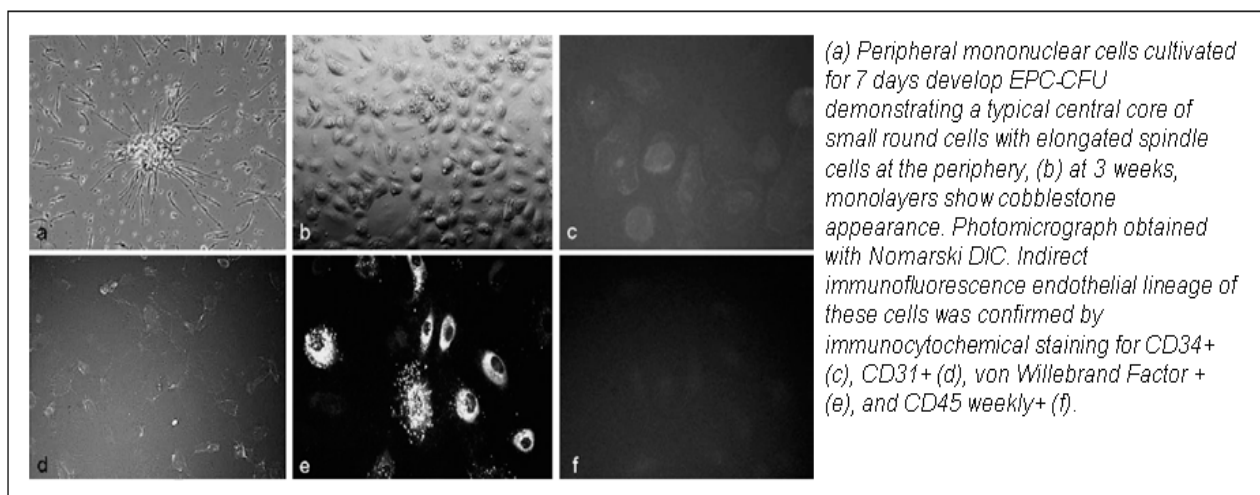 (a) Peripheral mononuclear cells cultivated
for 7 days develop EPC-CFU
demonstrating a typical central core of
small round cells with elongated spindle
cells at the periphery, (b) at 3 weeks,
monolayers show cobblestone
appearance. Photomicrograph obtained
with Nomarski DIC. Indirect
immunofluorescence endothelial lineage of
these cells was confirmed by
immunocytochemical staining for CD34+
(c), CD31+ (d), von Willebrand Factor +
(e), and CD45 weekly+ (f).
a
b
c
d
e
f